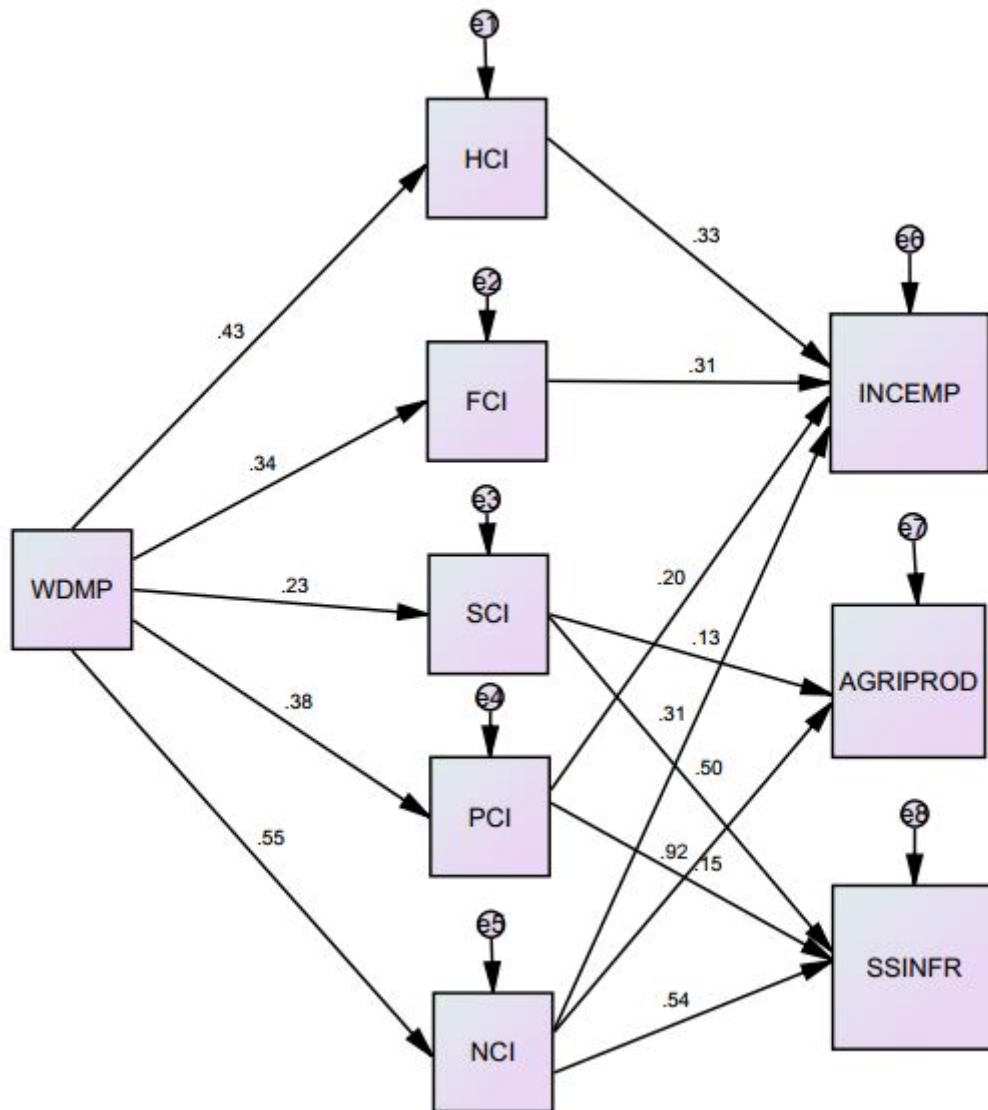 e1
HCI
.33
e6
e2
.43
FCI
.31
INCEMP
.34
e3
e7
WDMP
.23
SCI
.20
.13
AGRIPROD
.38
e4
.31
.50
PCI
e8
.55
.92
.15
e5
SSINFR
.54
NCI